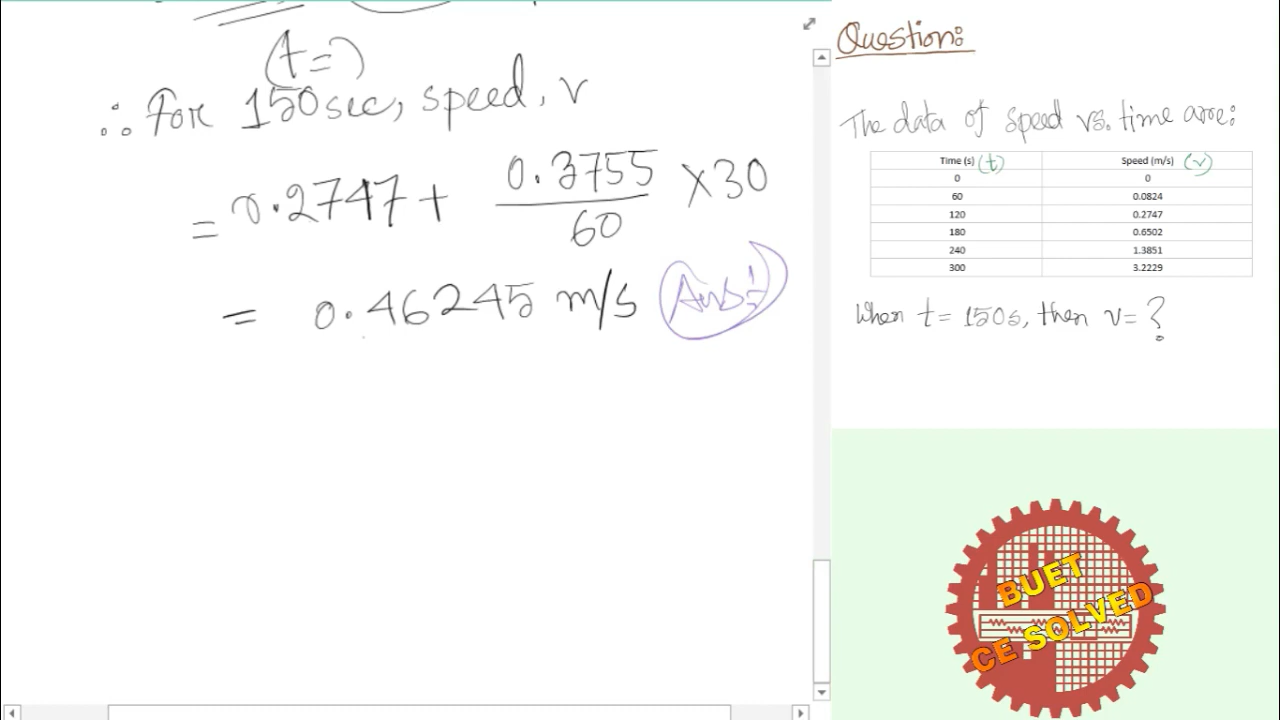 (t=)
∴ For 150 sec, speed, v
= 0.2747 + 0.3755/60 × 30
= 0.46245 m/s (Ans:)
Question:
The data of speed vs. time are:
Time (s) (t) Speed (m/s) (v)
0 0
60 0.0824
120 0.2747
180 0.6502
240 1.3851
300 3.2229
When t = 150s, then v = ?
BUET
CE SOLVED